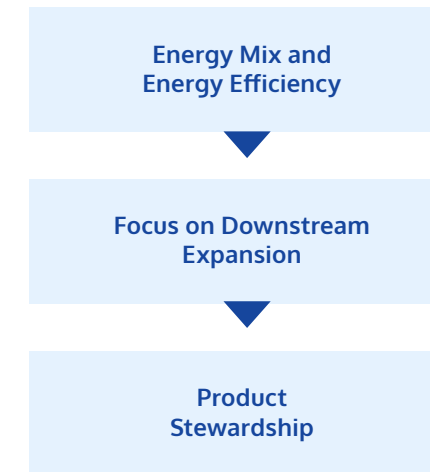 Energy Mix and
Energy Efficiency
Focus on Downstream
Expansion
Product
Stewardship